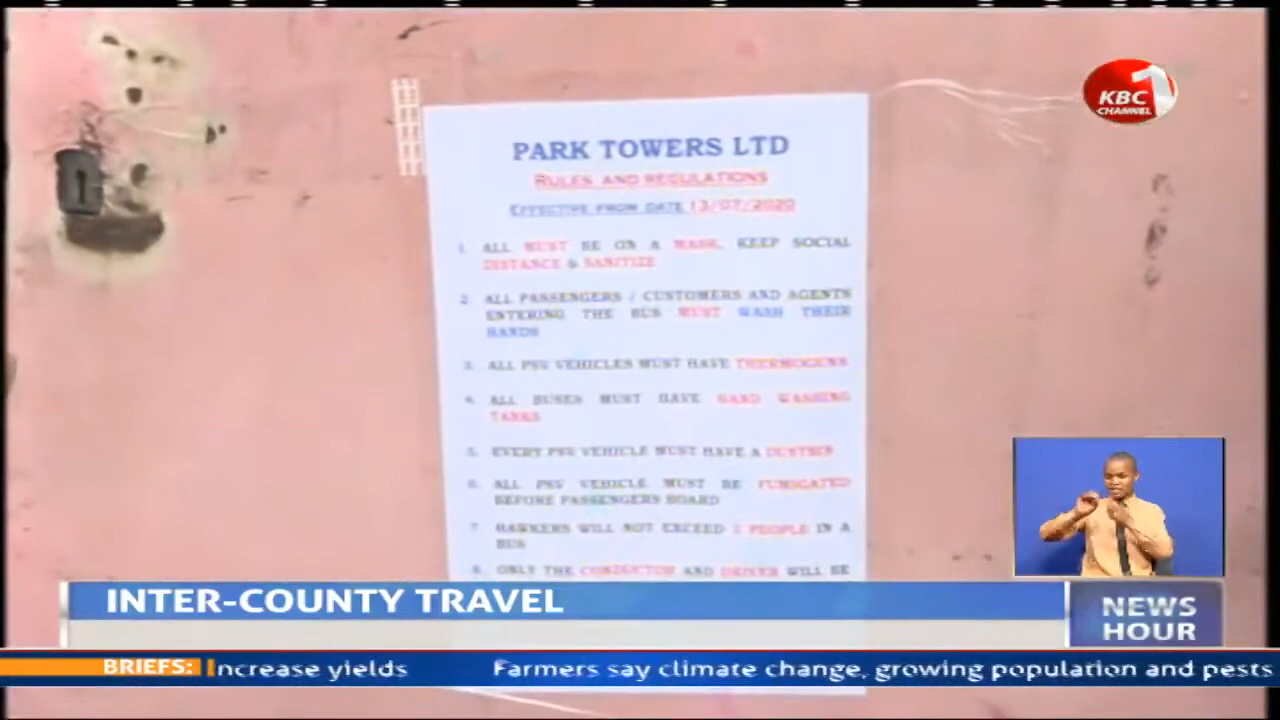 KBC 1
CHANNEL
PARK TOWERS LTD
RULES AND REGULATIONS
EFFECTIVE FROM DATE 13/07/2020
1. ALL MUST BE ON A MASK, KEEP SOCIAL
DISTANCE & SANITIZE
2. ALL PASSENGERS / CUSTOMERS AND AGENTS
ENTERING THE BUS MUST WASH THEIR
HANDS
3. ALL PSV VEHICLES MUST HAVE THERMOGUNS
4. ALL BUSES MUST HAVE HAND WASHING
TANKS
5. EVERY PSV VEHICLE MUST HAVE A DUSTBIN
6. ALL PSV VEHICLE MUST BE FUMIGATED
BEFORE PASSENGERS BOARD
7. HAWKERS WILL NOT EXCEED PEOPLE IN A
BUS
8. ONLY THE CONDUCTOR AND DRIVER WILL BE
INTER-COUNTY TRAVEL
NEWS
HOUR
BRIEFS: Increase yields Farmers say climate change, growing population and pests